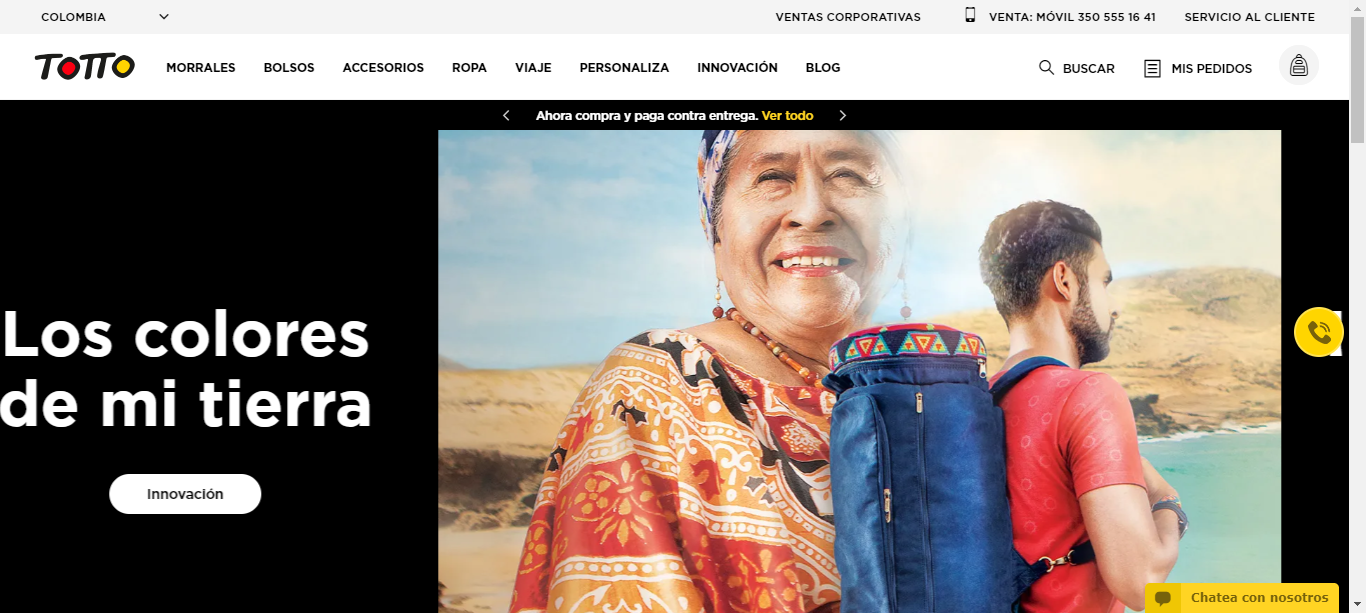 COLOMBIA
VENTAS CORPORATIVAS
VENTA: MÓVIL 350 555 16 41
SERVICIO AL CLIENTE
TOTTO
MORRALES
BOLSOS
ACCESORIOS
ROPA
VIAJE
PERSONALIZA
INNOVACIÓN
BLOG
BUSCAR
MIS PEDIDOS
Ahora compra y paga contra entrega. Ver todo
Los colores
de mi tierra
Innovación
Chatea con nosotros